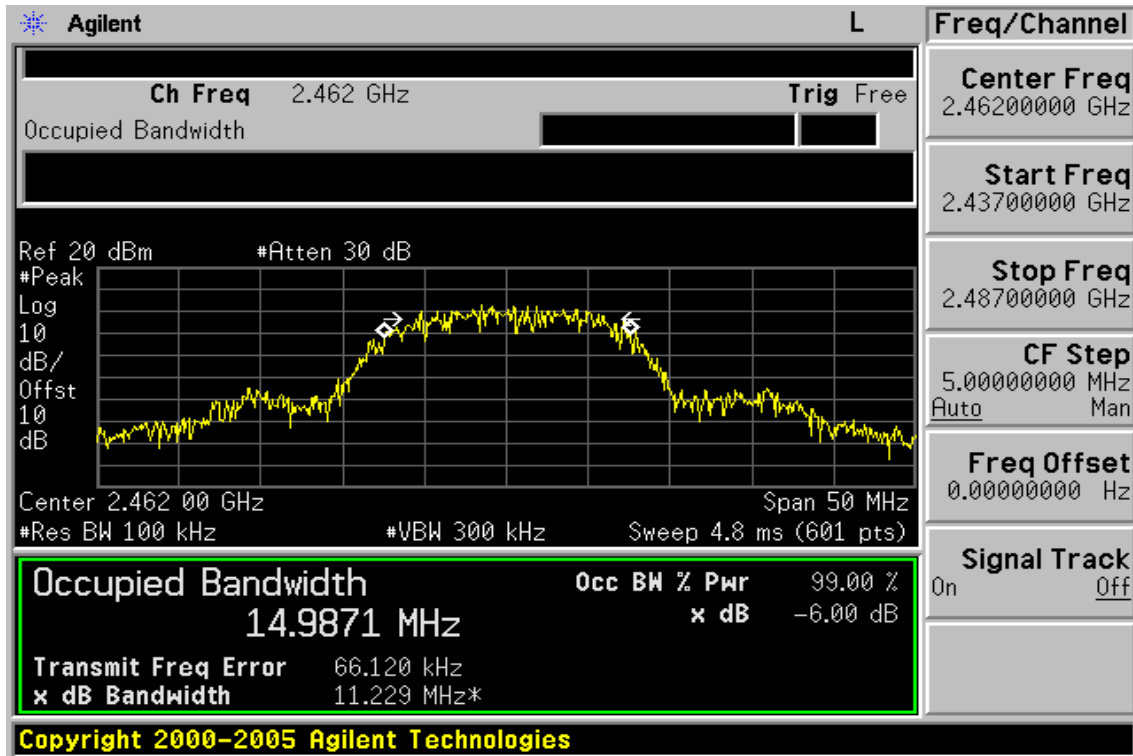 Agilent L
Ch Freq 2.462 GHz Trig Free
Occupied Bandwidth
Ref 20 dBm #Atten 30 dB
#Peak
Log
10
dB/
Offst
10
dB
Center 2.462 00 GHz Span 50 MHz
#Res BW 100 kHz #VBW 300 kHz Sweep 4.8 ms (601 pts)
Occupied Bandwidth
14.9871 MHz
Occ BW % Pwr 99.00 %
x dB -6.00 dB
Transmit Freq Error 66.120 kHz
x dB Bandwidth 11.229 MHz*
Copyright 2000-2005 Agilent Technologies
Freq/Channel
Center Freq
2.46200000 GHz
Start Freq
2.43700000 GHz
Stop Freq
2.48700000 GHz
CF Step
5.00000000 MHz
Auto Man
Freq Offset
0.00000000 Hz
Signal Track
On Off